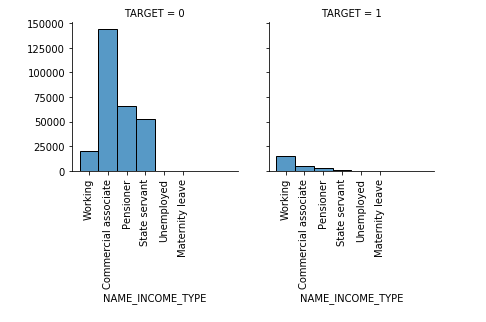 TARGET = 0
TARGET = 1
150000
125000
100000
75000
50000
25000
0
Working
Commercial associate
Pensioner
State servant
Unemployed
Maternity leave
Working
Commercial associate
Pensioner
State servant
Unemployed
Maternity leave
NAME_INCOME_TYPE
NAME_INCOME_TYPE